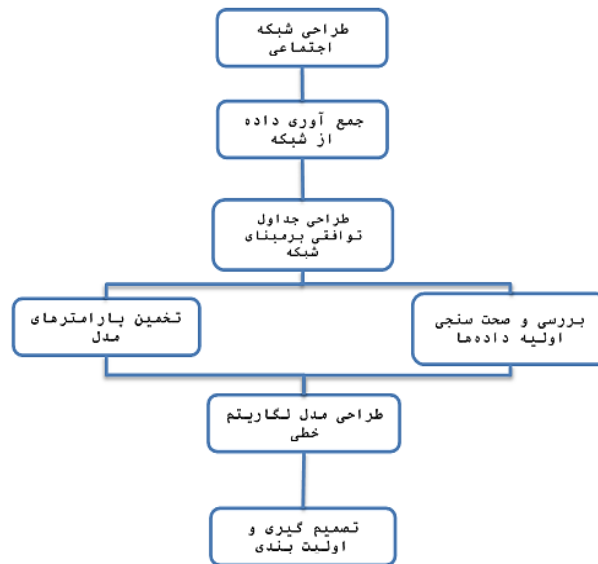 طراحی شبکه
اجتماعی
جمع آوری داده
از شبکه
طراحی جداول
توافقی برمبنای
شبکه
بررسی و صحت سنجی
اولیه داده‌ها
تخمین پارامترهای
مدل
طراحی مدل لگاریتم
خطی
تصمیم گیری و
اولیت بندی